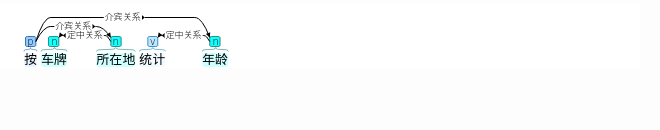 介宾关系
介宾关系
定中关系 定中关系
p n n v n
按 车牌 所在地 统计 年龄